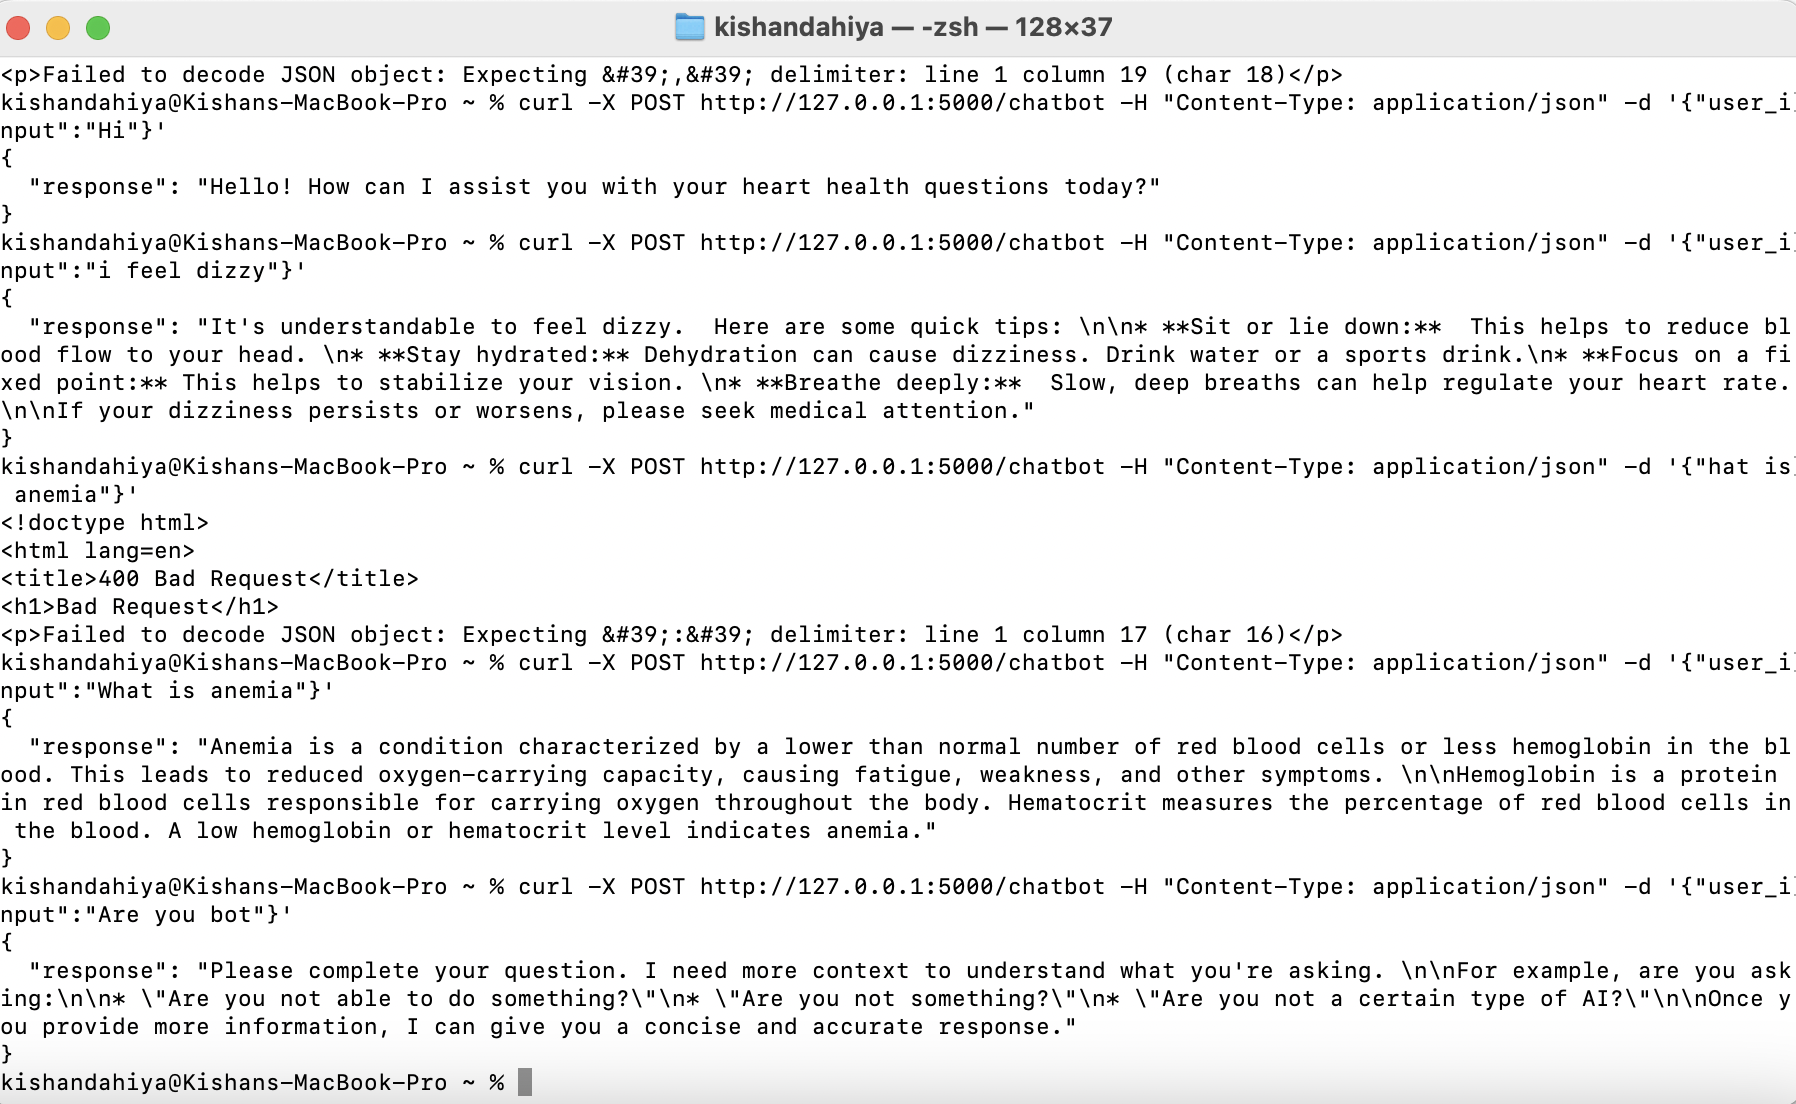 kishandahiya — -zsh — 128×37
<p>Failed to decode JSON object: Expecting &#39;,&#39; delimiter: line 1 column 19 (char 18)</p>
kishandahiya@Kishans-MacBook-Pro ~ % curl -X POST http://127.0.0.1:5000/chatbot -H "Content-Type: application/json" -d '{"user_i
nput":"Hi"}'
{
  "response": "Hello! How can I assist you with your heart health questions today?"
}
kishandahiya@Kishans-MacBook-Pro ~ % curl -X POST http://127.0.0.1:5000/chatbot -H "Content-Type: application/json" -d '{"user_i
nput":"i feel dizzy"}'
{
  "response": "It's understandable to feel dizzy.  Here are some quick tips: \n\n* **Sit or lie down:**  This helps to reduce bl
ood flow to your head. \n* **Stay hydrated:** Dehydration can cause dizziness. Drink water or a sports drink.\n* **Focus on a fi
xed point:** This helps to stabilize your vision. \n* **Breathe deeply:**  Slow, deep breaths can help regulate your heart rate.
\n\nIf your dizziness persists or worsens, please seek medical attention."
}
kishandahiya@Kishans-MacBook-Pro ~ % curl -X POST http://127.0.0.1:5000/chatbot -H "Content-Type: application/json" -d '{"hat is
 anemia"}'
<!doctype html>
<html lang=en>
<title>400 Bad Request</title>
<h1>Bad Request</h1>
<p>Failed to decode JSON object: Expecting &#39;:&#39; delimiter: line 1 column 17 (char 16)</p>
kishandahiya@Kishans-MacBook-Pro ~ % curl -X POST http://127.0.0.1:5000/chatbot -H "Content-Type: application/json" -d '{"user_i
nput":"What is anemia"}'
{
  "response": "Anemia is a condition characterized by a lower than normal number of red blood cells or less hemoglobin in the bl
ood. This leads to reduced oxygen-carrying capacity, causing fatigue, weakness, and other symptoms. \n\nHemoglobin is a protein
in red blood cells responsible for carrying oxygen throughout the body. Hematocrit measures the percentage of red blood cells in
 the blood. A low hemoglobin or hematocrit level indicates anemia."
}
kishandahiya@Kishans-MacBook-Pro ~ % curl -X POST http://127.0.0.1:5000/chatbot -H "Content-Type: application/json" -d '{"user_i
nput":"Are you bot"}'
{
  "response": "Please complete your question. I need more context to understand what you're asking. \n\nFor example, are you ask
ing:\n\n* \"Are you not able to do something?\"\n* \"Are you not something?\"\n* \"Are you not a certain type of AI?\"\n\nOnce y
ou provide more information, I can give you a concise and accurate response."
}
kishandahiya@Kishans-MacBook-Pro ~ %